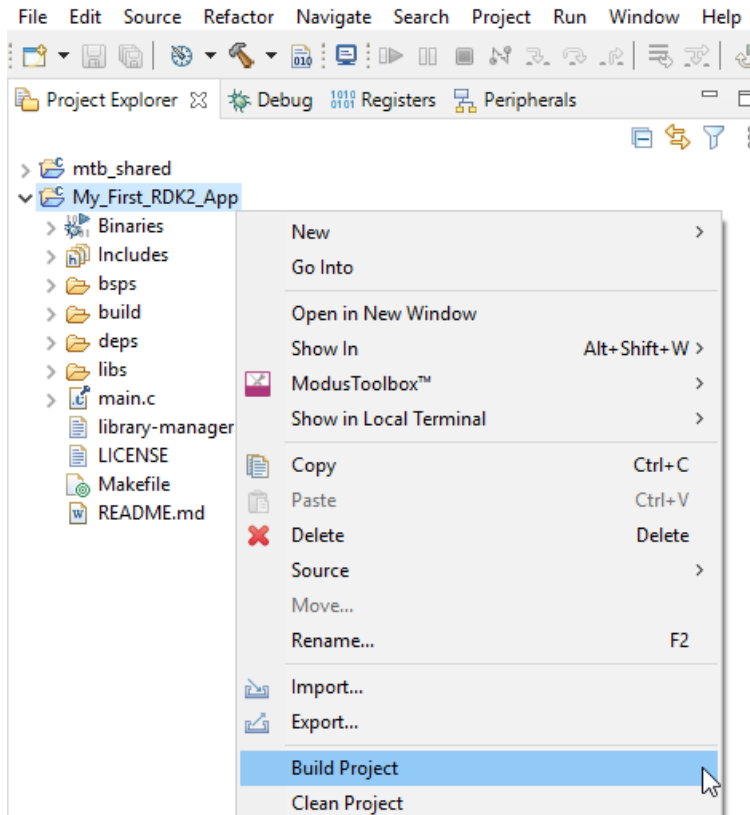 File Edit Source Refactor Navigate Search Project Run Window Help
Project Explorer Debug Registers Peripherals
mtb_shared
My_First_RDK2_App
Binaries
Includes
bsps
build
deps
libs
main.c
library-manager
LICENSE
Makefile
README.md
New
Go Into
Open in New Window
Show In Alt+Shift+W
ModusToolbox™
Show in Local Terminal
Copy Ctrl+C
Paste Ctrl+V
Delete Delete
Source
Move...
Rename... F2
Import...
Export...
Build Project
Clean Project